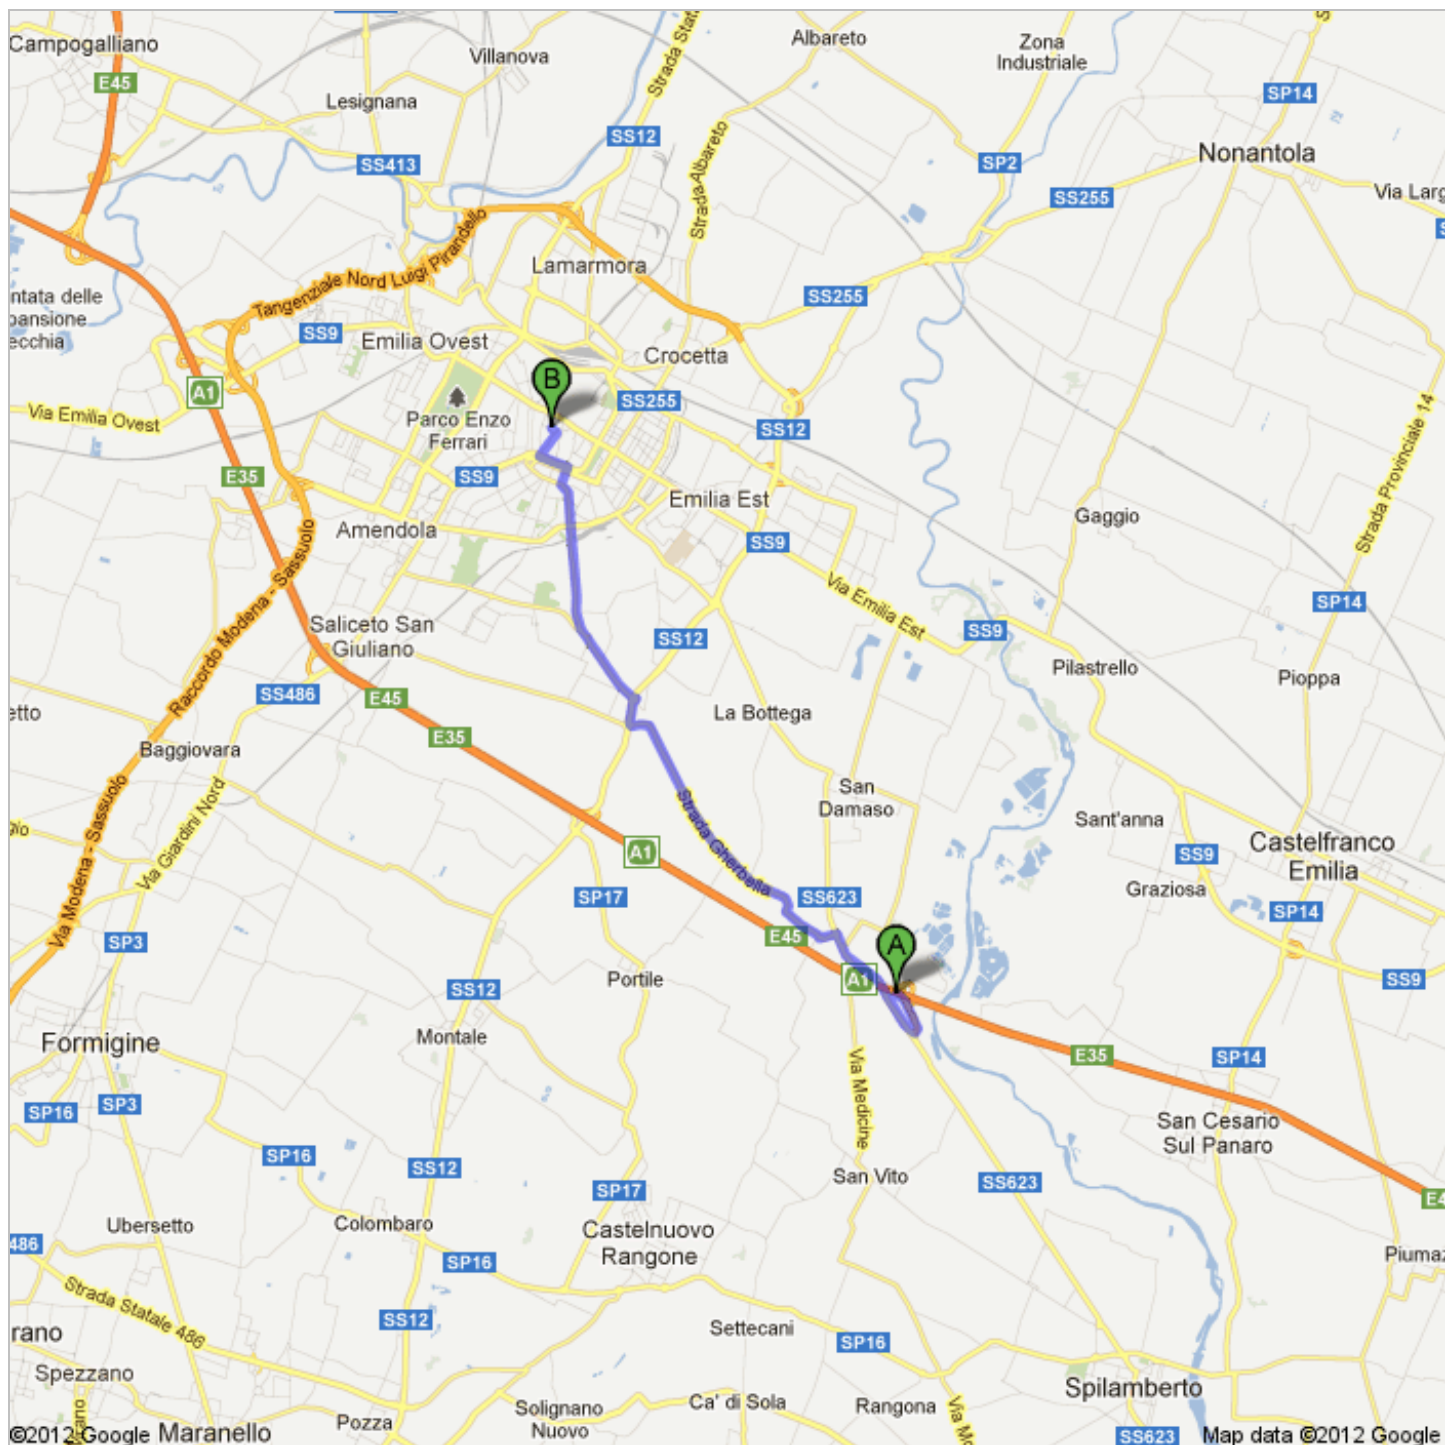 Campogalliano
Villanova
Albareto
Zona
Industriale
E45
Lesignana
Strada Stat
SS12
SP14
SS413
SP2
Nonantola
Strada Albareto
SS255
Via Larg
Tangenziale Nord Luigi Pirandello
Lamarmora
ntata delle
pansione
ecchia
SS255
SS9
Emilia Ovest
Crocetta
A1
B
SS255
Via Emilia Ovest
Parco Enzo
Ferrari
SS12
Strada Provinciale 14
E35
SS9
Emilia Est
Amendola
Gaggio
SS9
Raccordo Modena - Sassuolo
Via Emilia Est
SP14
Saliceto San
Giuliano
SS12
SS9
Pilastrello
Pioppa
SS486
E45
etto
La Bottega
E35
Baggiovara
San
Damaso
Strada Gherbella
Sant'anna
gio
Via Giardini Nord
Via Modena - Sassuolo
A1
SS9
Castelfranco
Emilia
Graziosa
SP17
SS623
SP14
SP3
E45
A
A1
SS9
Portile
SS12
Montale
Formigine
E35
SP14
Via Medicine
SP16
SP3
San Cesario
Sul Panaro
SP16
SS12
San Vito
SS623
SP17
E4
Ubersetto
Colombaro
Castelnuovo
Rangone
486
SP16
Piumaz
Strada Statale 486
SS12
rano
Settecani
SP16
Spezzano
Spilamberto
Solignano
Nuovo
Ca' di Sola
Rangona
Pozza
Via Mo
SS623
©2012 Google
Maranello
Map data ©2012 Google